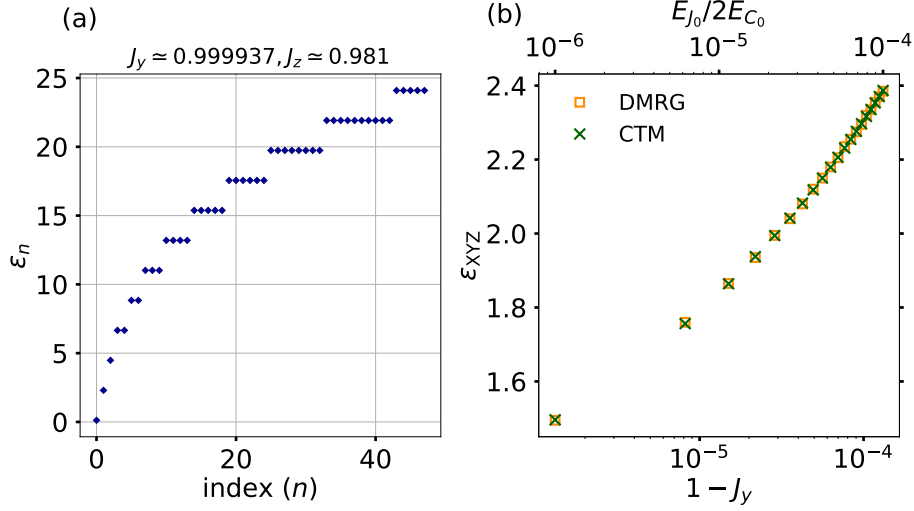 (a)
J_y ≃ 0.999937, J_z ≃ 0.981
25
20
15
10
5
0
ε_n
0 20 40
index (n)
(b)
E_{J_0}/2E_{C_0}
10^{-6} 10^{-5} 10^{-4}
2.4
2.2
2.0
1.8
1.6
ε_{XYZ}
DMRG
CTM
10^{-5} 10^{-4}
1 − J_y